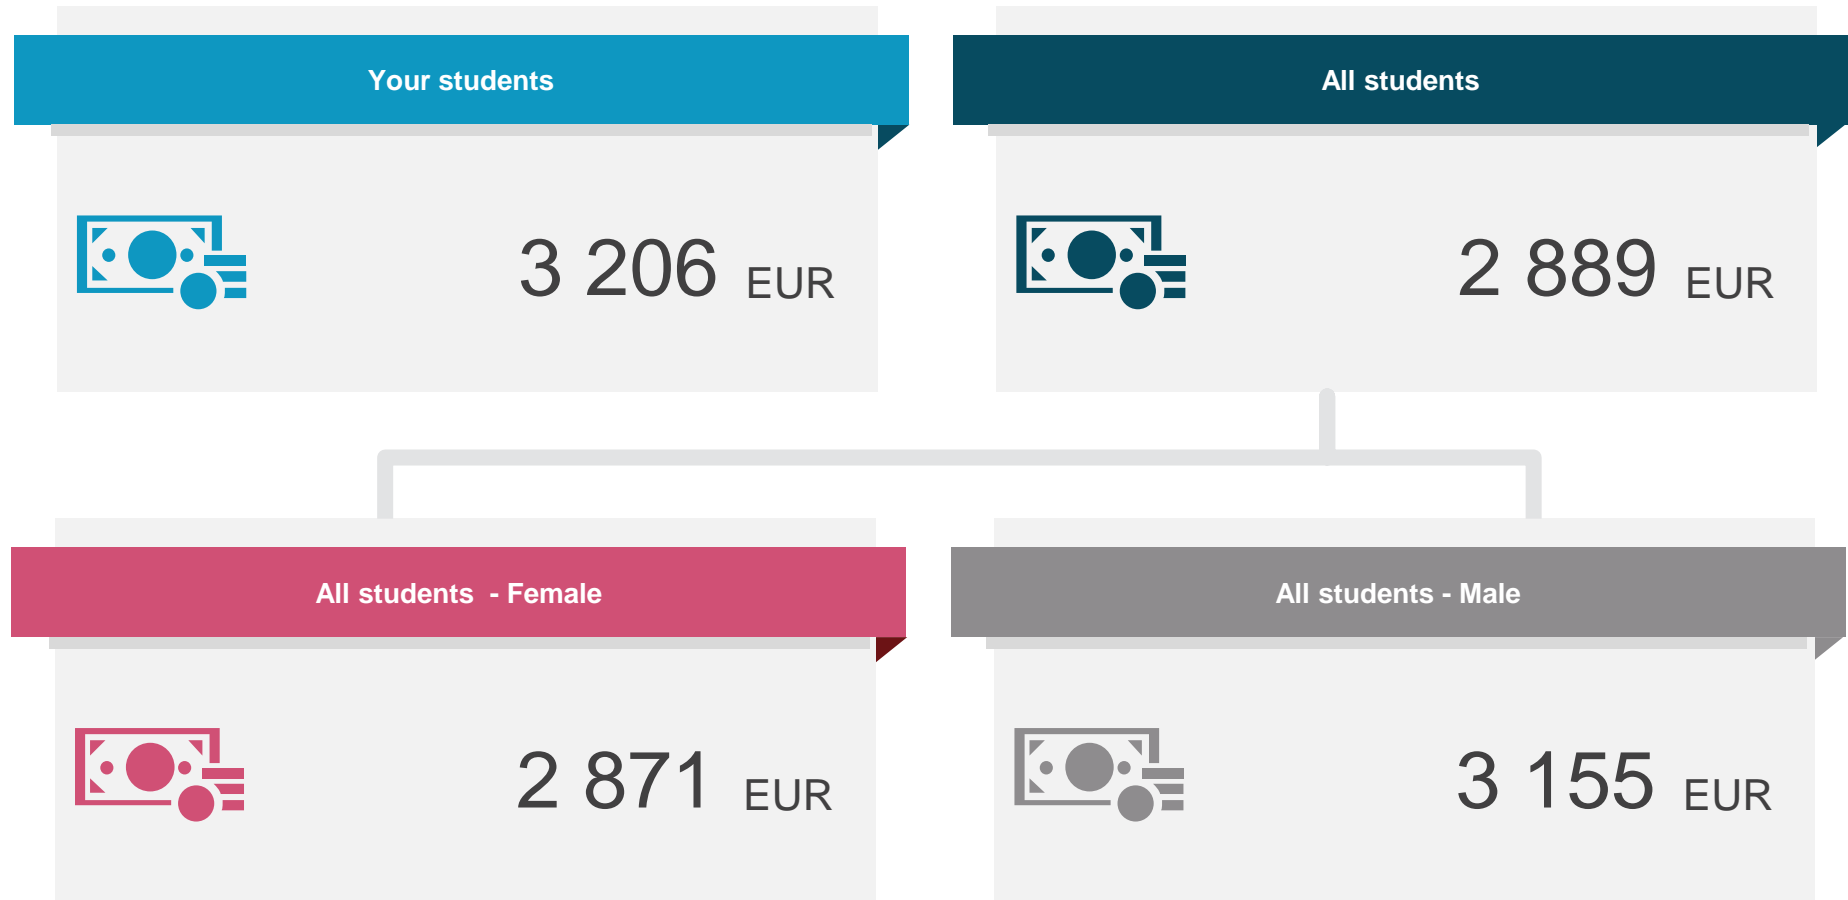 Your students
All students
3 206 EUR
2 889 EUR
All students  - Female
All students - Male
2 871 EUR
3 155 EUR